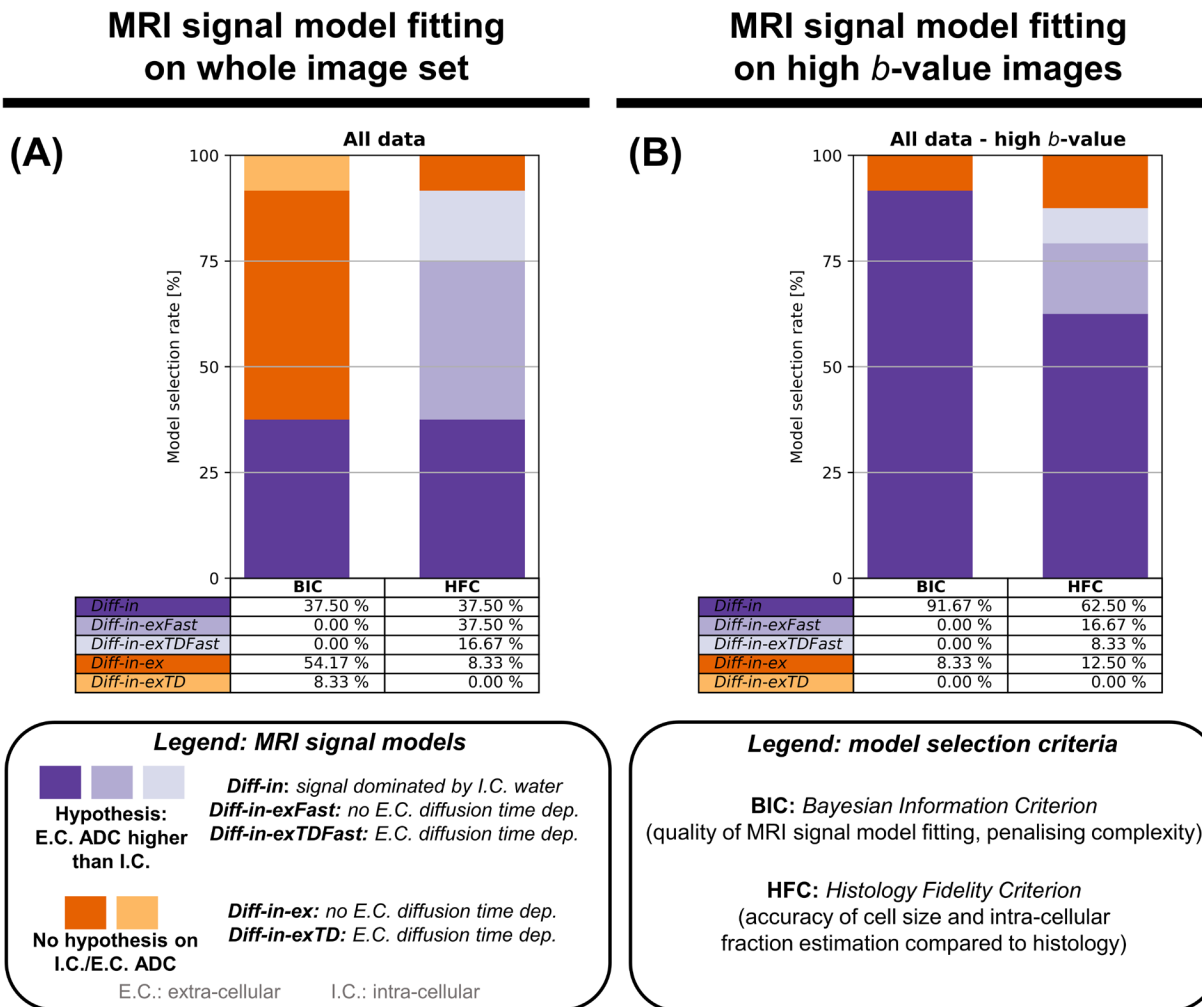 MRI signal model fitting
on whole image set
MRI signal model fitting
on high b-value images
(A)
All data
100
75
50
25
0
Model selection rate [%]
BIC HFC
Diff-in 37.50 % 37.50 %
Diff-in-exFast 0.00 % 37.50 %
Diff-in-exTDFast 0.00 % 16.67 %
Diff-in-ex 54.17 % 8.33 %
Diff-in-exTD 8.33 % 0.00 %
(B)
All data - high b-value
100
75
50
25
0
Model selection rate [%]
BIC HFC
Diff-in 91.67 % 62.50 %
Diff-in-exFast 0.00 % 16.67 %
Diff-in-exTDFast 0.00 % 8.33 %
Diff-in-ex 8.33 % 12.50 %
Diff-in-exTD 0.00 % 0.00 %
Legend: MRI signal models
Hypothesis:
E.C. ADC higher
than I.C.
Diff-in: signal dominated by I.C. water
Diff-in-exFast: no E.C. diffusion time dep.
Diff-in-exTDFast: E.C. diffusion time dep.
No hypothesis on
I.C./E.C. ADC
Diff-in-ex: no E.C. diffusion time dep.
Diff-in-exTD: E.C. diffusion time dep.
E.C.: extra-cellular I.C.: intra-cellular
Legend: model selection criteria
BIC: Bayesian Information Criterion
(quality of MRI signal model fitting, penalising complexity)
HFC: Histology Fidelity Criterion
(accuracy of cell size and intra-cellular
fraction estimation compared to histology)